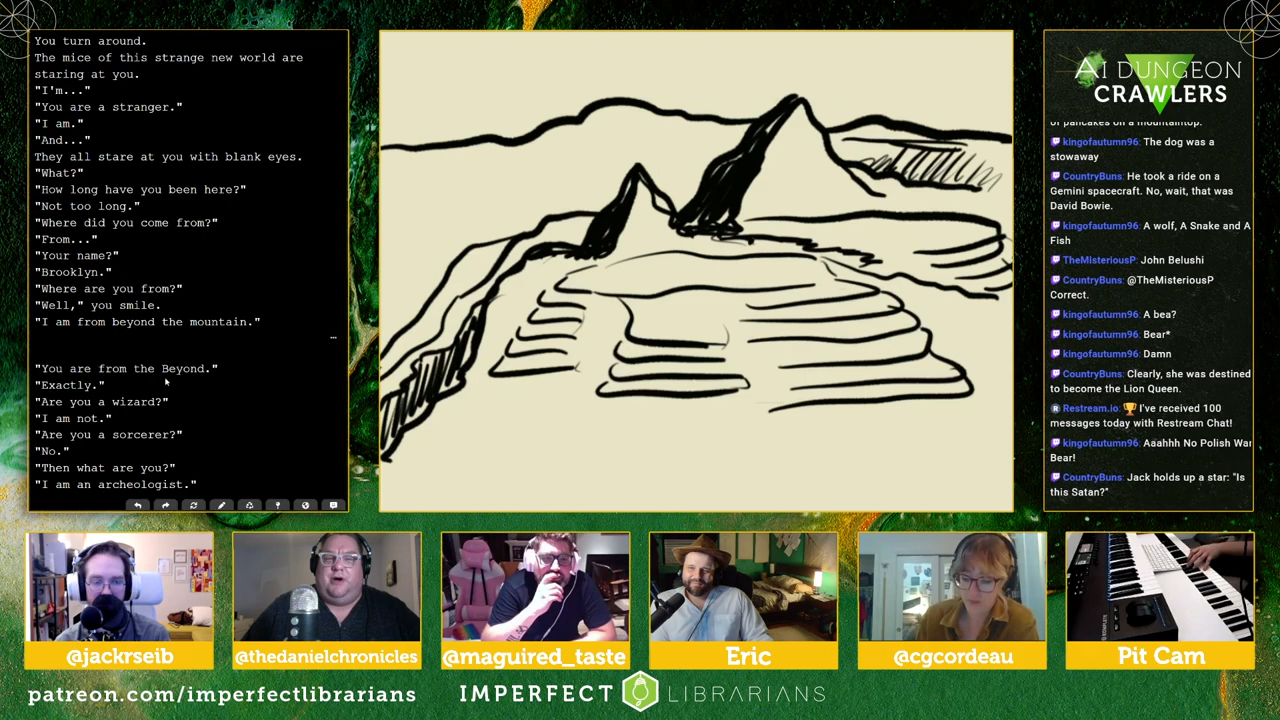 You turn around.
The mice of this strange new world are
staring at you.
"I'm..."
"You are a stranger."
"I am."
"And..."
They all stare at you with blank eyes.
"What?"
"How long have you been here?"
"Not too long."
"Where did you come from?"
"From..."
"Your name?"
"Brooklyn."
"Where are you from?"
"Well," you smile.
"I am from beyond the mountain."
…
"You are from the Beyond."
"Exactly."
"Are you a wizard?"
"I am not."
"Are you a sorcerer?"
"No."
"Then what are you?"
"I am an archeologist."
AI DUNGEON
CRAWLERS
of pancakes on a mountaintop.
kingofautumn96: The dog was a
stowaway
CountryBuns: He took a ride on a
Gemini spacecraft. No, wait, that was
David Bowie.
kingofautumn96: A wolf, A Snake and A
Fish
TheMisteriousP: John Belushi
CountryBuns: @TheMisteriousP
Correct.
kingofautumn96: A bea?
kingofautumn96: Bear*
kingofautumn96: Damn
CountryBuns: Clearly, she was destined
to become the Lion Queen.
Restream.io: 🏆 I've received 100
messages today with Restream Chat!
kingofautumn96: Aaahhh No Polish War
Bear!
CountryBuns: Jack holds up a star: "Is
this Satan?"
@jackrseib
@thedanielchronicles
@maguired_taste
Eric
@cgcordeau
Pit Cam
patreon.com/imperfectlibrarians
IMPERFECT LIBRARIANS